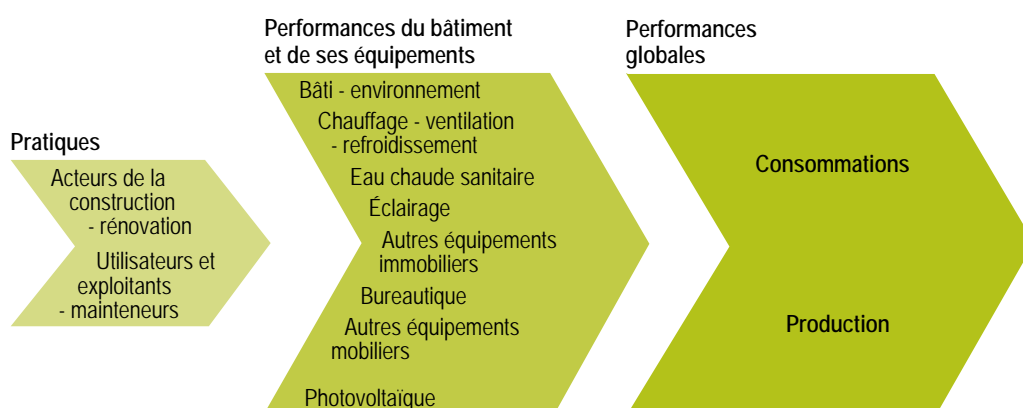 Pratiques
Acteurs de la
construction
- rénovation
Utilisateurs et
exploitants
- mainteneurs
Performances du bâtiment
et de ses équipements
Bâti - environnement
Chauffage - ventilation
- refroidissement
Eau chaude sanitaire
Éclairage
Autres équipements
immobiliers
Bureautique
Autres équipements
mobiliers
Photovoltaïque
Performances
globales
Consommations
Production